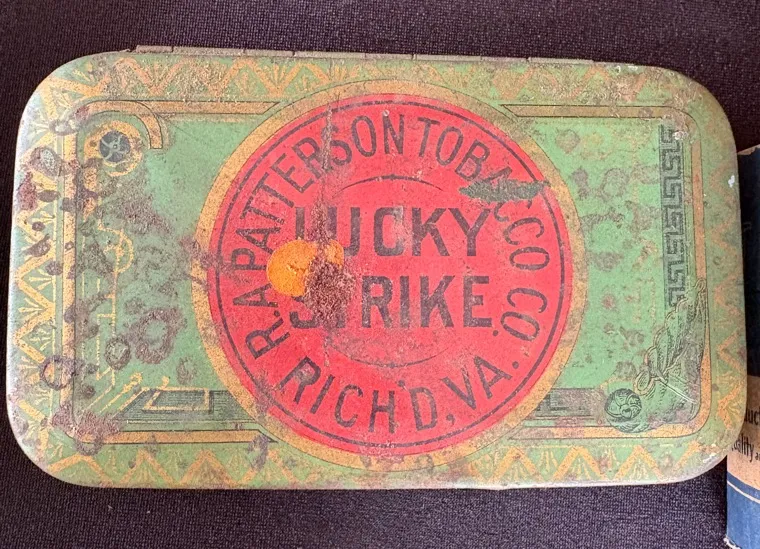 R.A. PATTERSON TOBACCO CO.
RICH'D, VA.
LUCKY
STRIKE